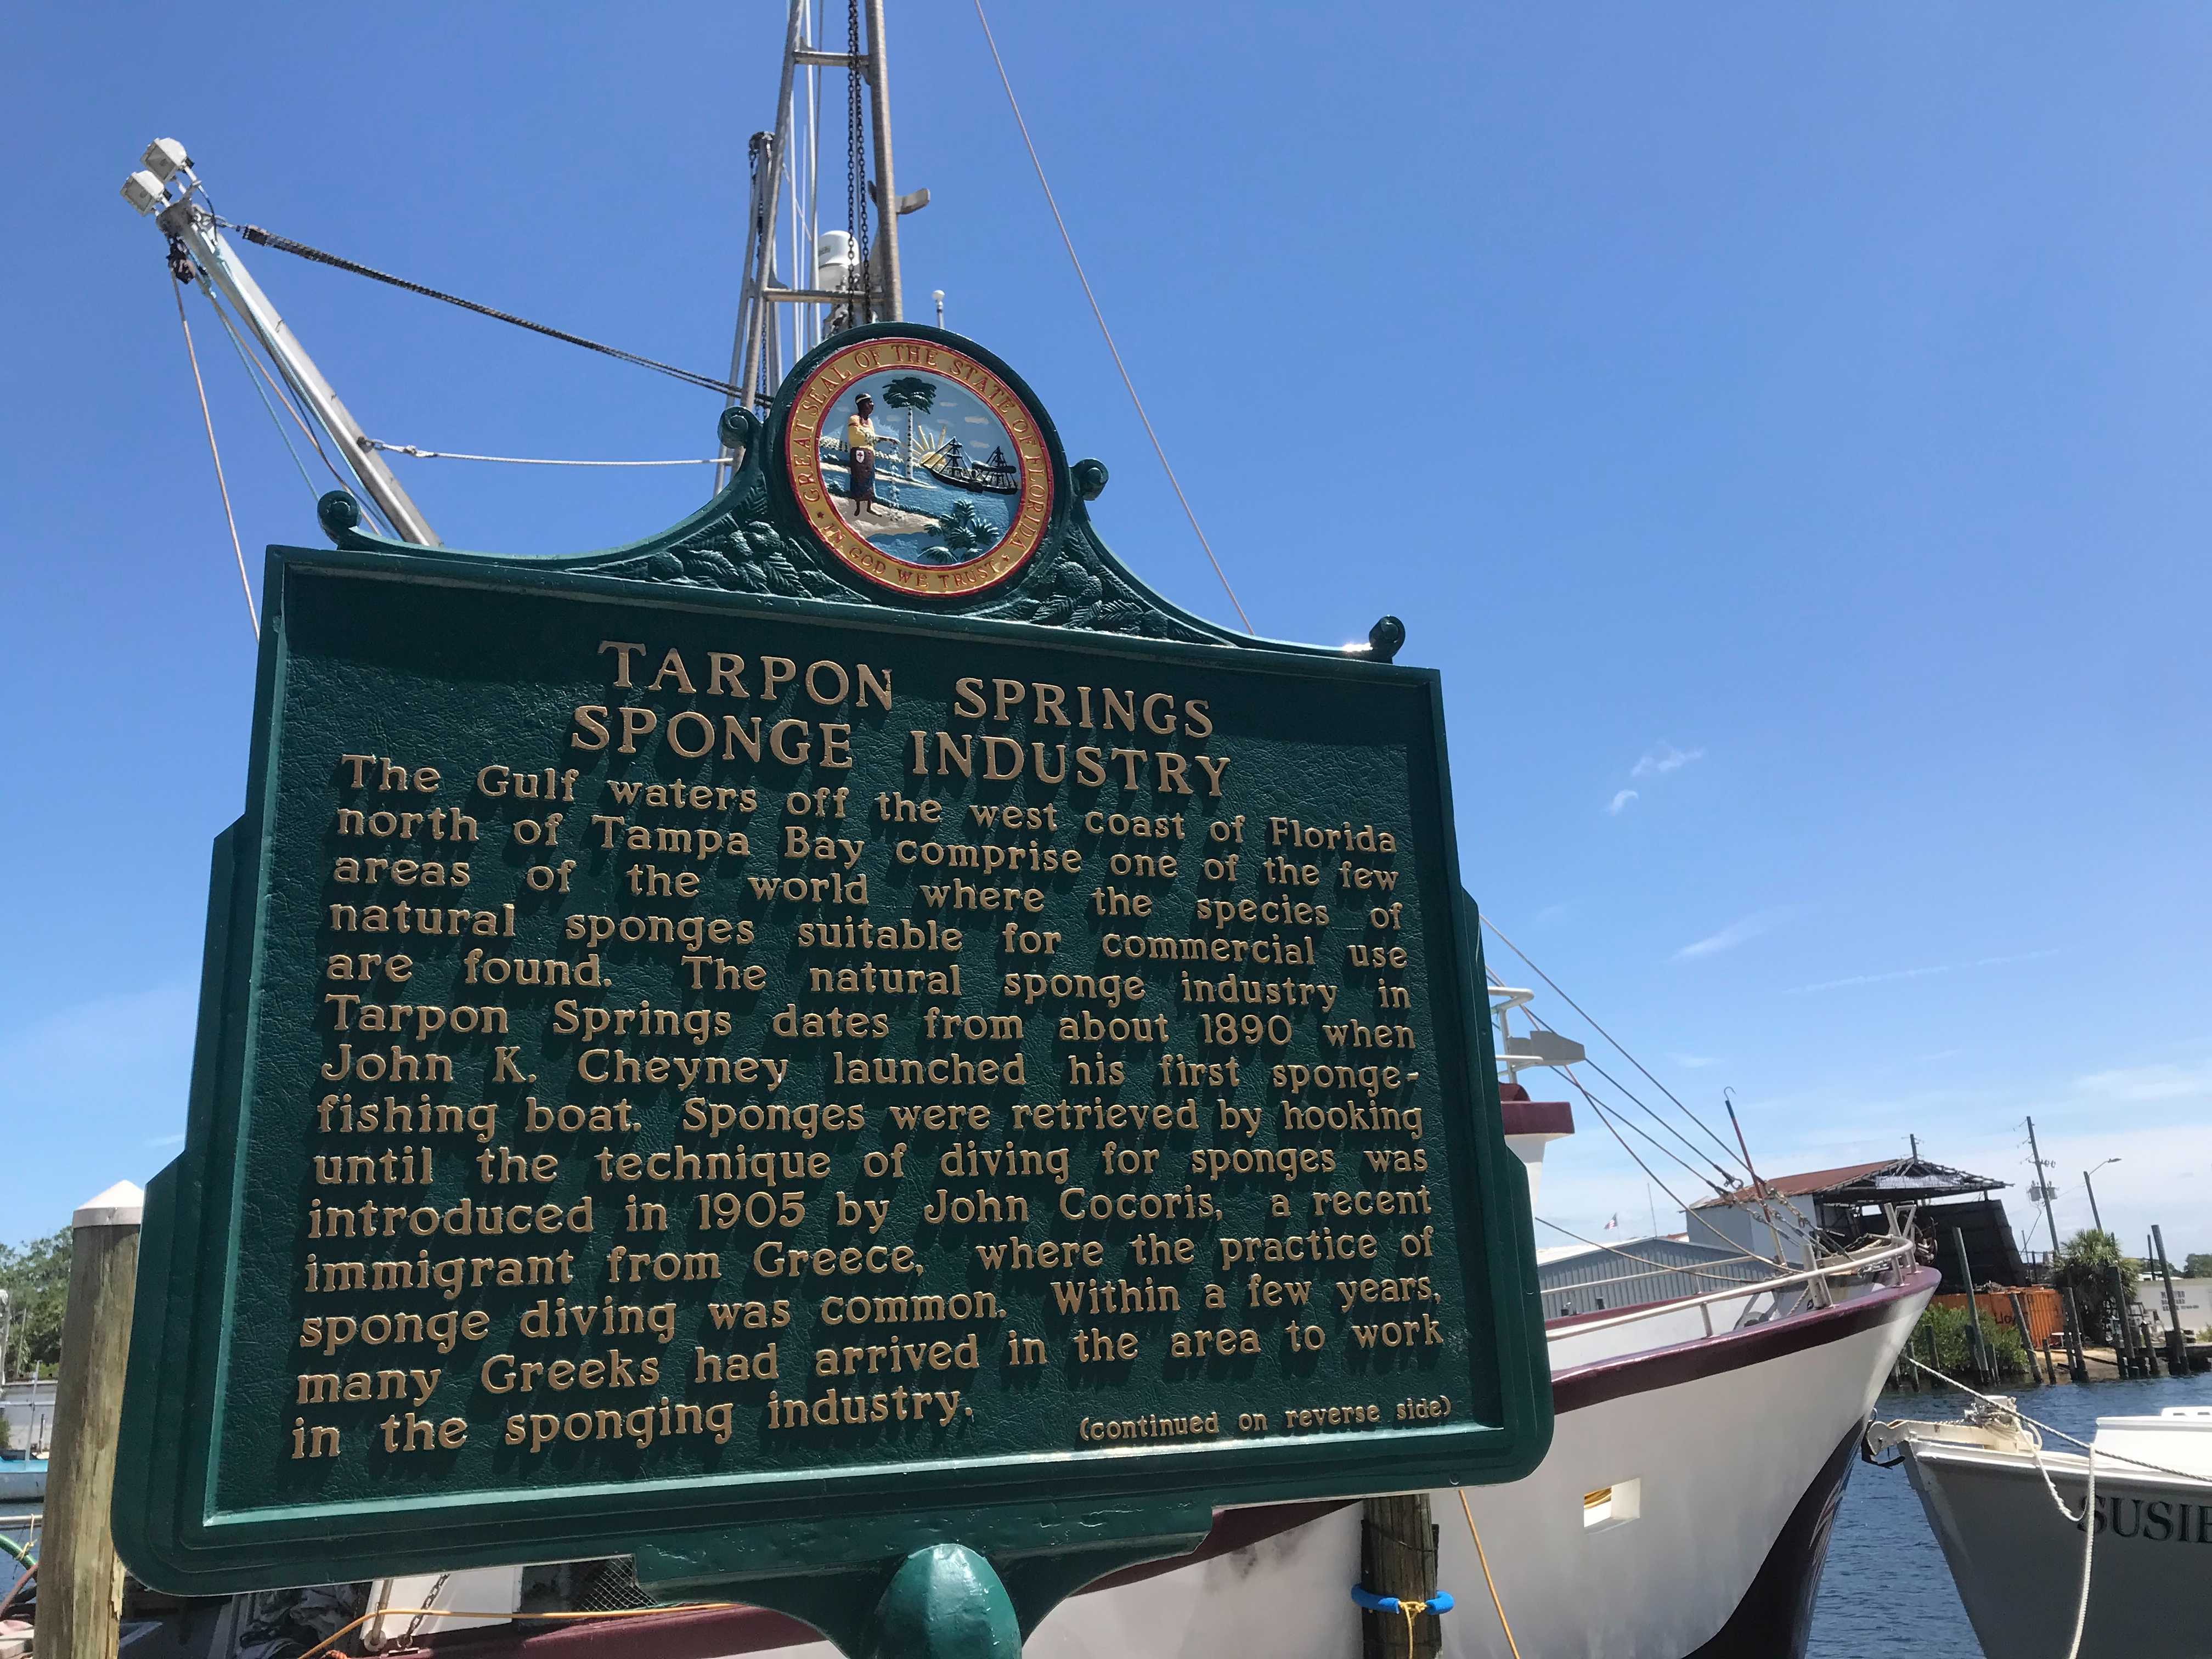 GREAT SEAL OF THE STATE OF FLORIDA
IN GOD WE TRUST
TARPON SPRINGS
SPONGE INDUSTRY
The Gulf waters off the west coast of Florida
north of Tampa Bay comprise one of the few
areas of the world where the species of
natural sponges suitable for commercial use
are found. The natural sponge industry in
Tarpon Springs dates from about 1890 when
John K. Cheyney launched his first sponge-
fishing boat. Sponges were retrieved by hooking
until the technique of diving for sponges was
introduced in 1905 by John Cocoris, a recent
immigrant from Greece, where the practice of
sponge diving was common. Within a few years,
many Greeks had arrived in the area to work
in the sponging industry.
(continued on reverse side)
SUSIE